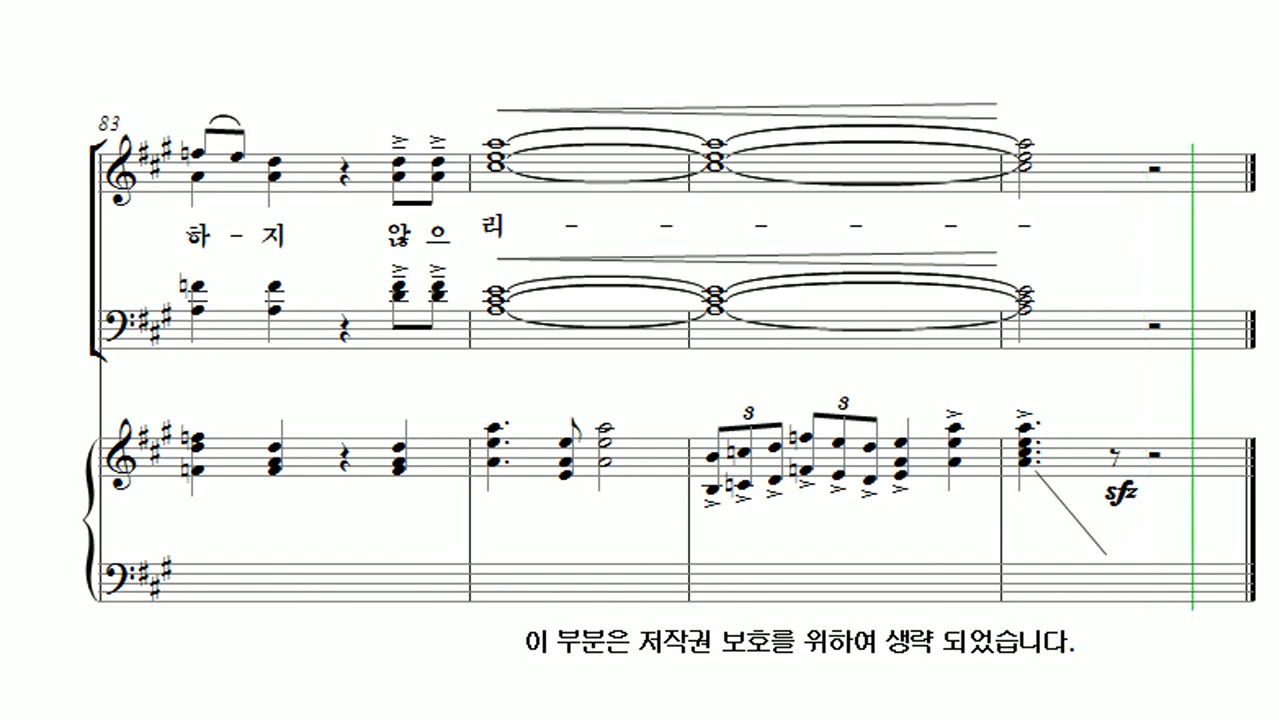 83
하 - 지 않 으 리 - - - - - -
3 3
sfz
이 부분은 저작권 보호를 위하여 생략 되었습니다.